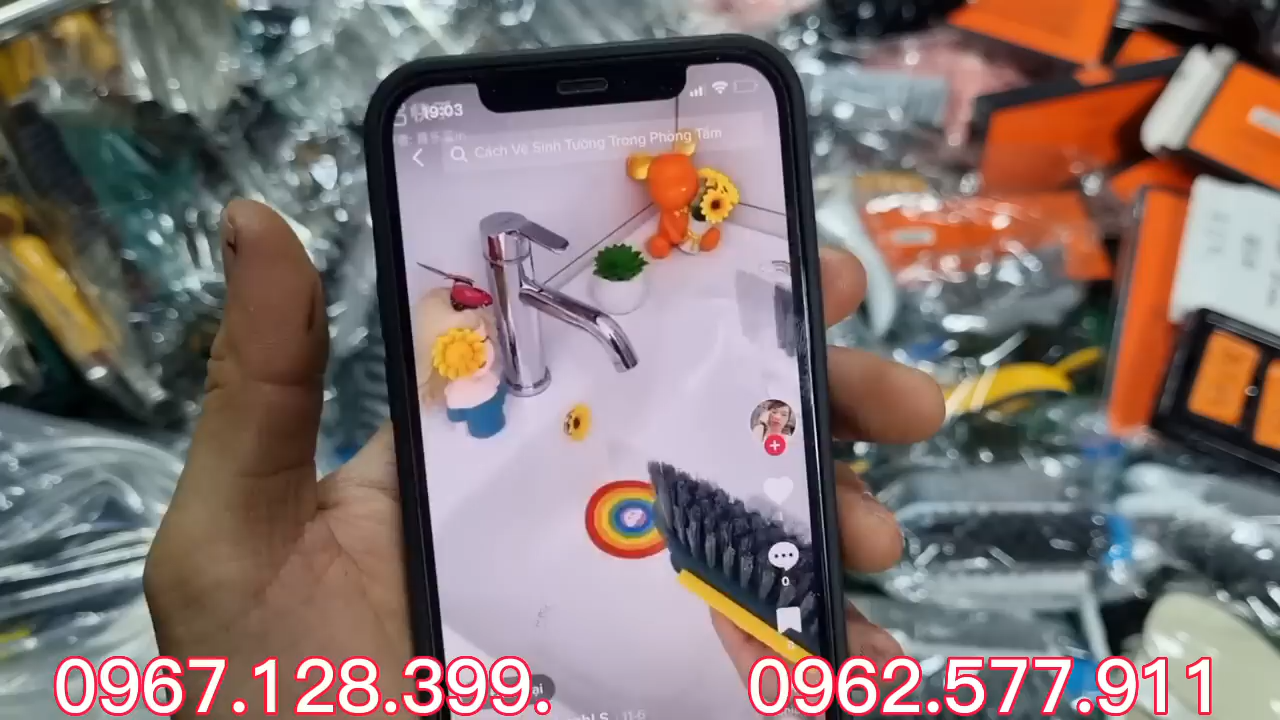 19:03
Cách Vệ Sinh Tường Trong Phòng Tắm
0
0967.128.399.
0962.577.911